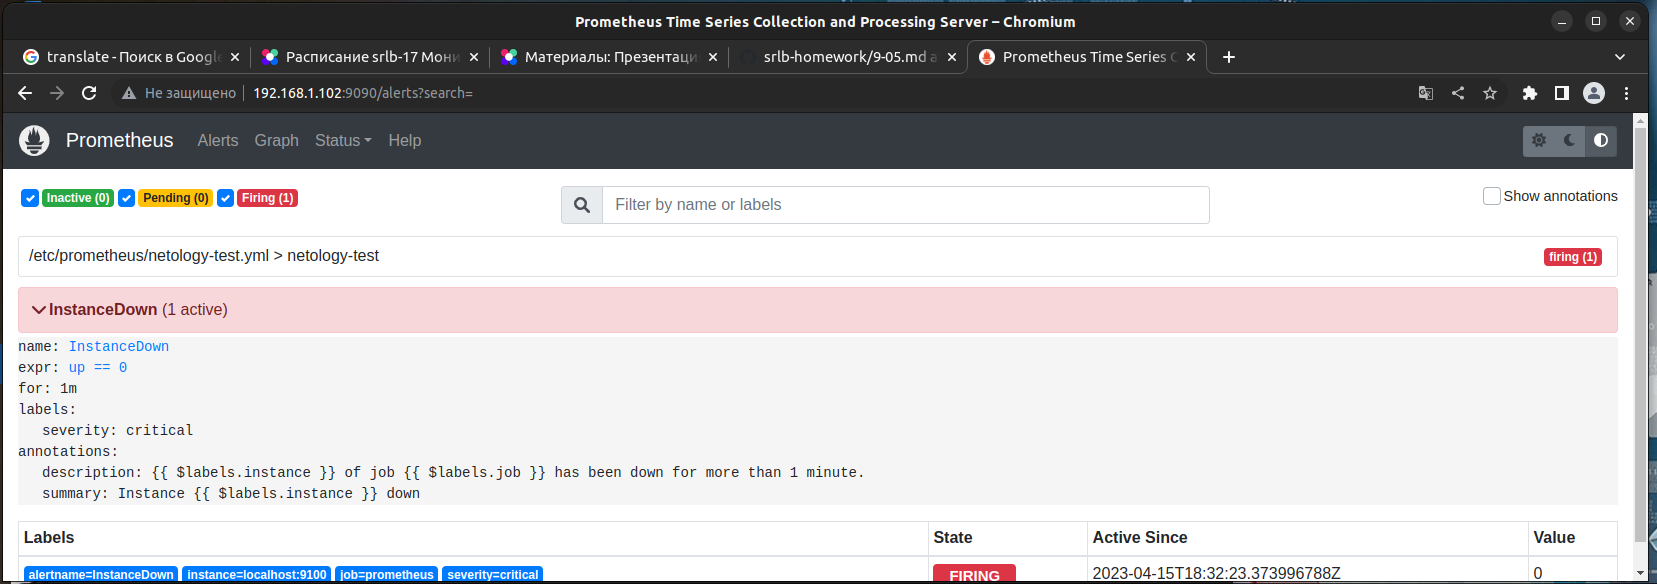 Prometheus Time Series Collection and Processing Server – Chromium
translate - Поиск в Google
Расписание srlb-17 Мони
Материалы: Презентаци
srlb-homework/9-05.md a
Prometheus Time Series C
Не защищено 192.168.1.102:9090/alerts?search=
Prometheus Alerts Graph Status Help
Inactive (0) Pending (0) Firing (1) Filter by name or labels Show annotations
/etc/prometheus/netology-test.yml > netology-test firing (1)
InstanceDown (1 active)
name: InstanceDown
expr: up == 0
for: 1m
labels:
severity: critical
annotations:
description: {{ $labels.instance }} of job {{ $labels.job }} has been down for more than 1 minute.
summary: Instance {{ $labels.instance }} down
Labels State Active Since Value
alertname=InstanceDown instance=localhost:9100 job=prometheus severity=critical FIRING 2023-04-15T18:32:23.373996788Z 0